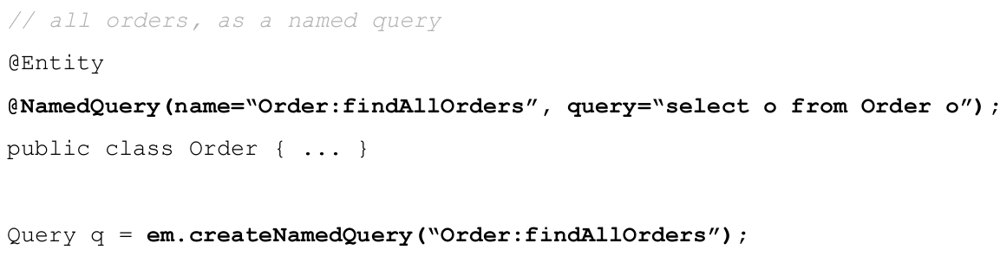 // all orders, as a named query
@Entity
@NamedQuery(name=“Order:findAllOrders”, query=“select o from Order o”);
public class Order { ... }
Query q = em.createNamedQuery(“Order:findAllOrders”);